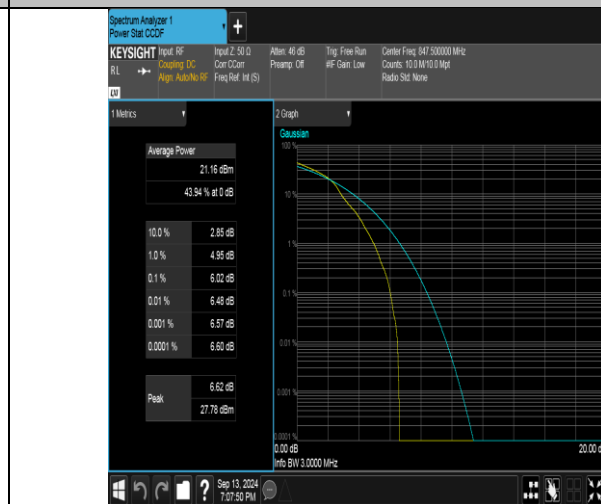 Spectrum Analyzer 1
Power Stat CCDF
+
KEYSIGHT Input: RF Input Z: 50 Ω Atten: 46 dB Trig: Free Run Center Freq: 847.500000 MHz
RL Coupling: DC Corr CCorr Preamp: Off #IF Gain: Low Counts: 10.0 M/10.0 Mpt
Align: Auto/No RF Freq Ref: Int (S) Radio Std: None
LXI
1 Metrics
2 Graph
Gaussian
Average Power
21.16 dBm
43.94 % at 0 dB
10.0 % 2.85 dB
1.0 % 4.95 dB
0.1 % 6.02 dB
0.01 % 6.48 dB
0.001 % 6.57 dB
0.0001 % 6.60 dB
Peak 6.62 dB
27.78 dBm
100 %
10 %
1 %
0.1 %
0.01 %
0.001 %
0.0001 %
0.00 dB 20.00 d
Info BW 3.0000 MHz
? Sep 13, 2024
7:07:50 PM